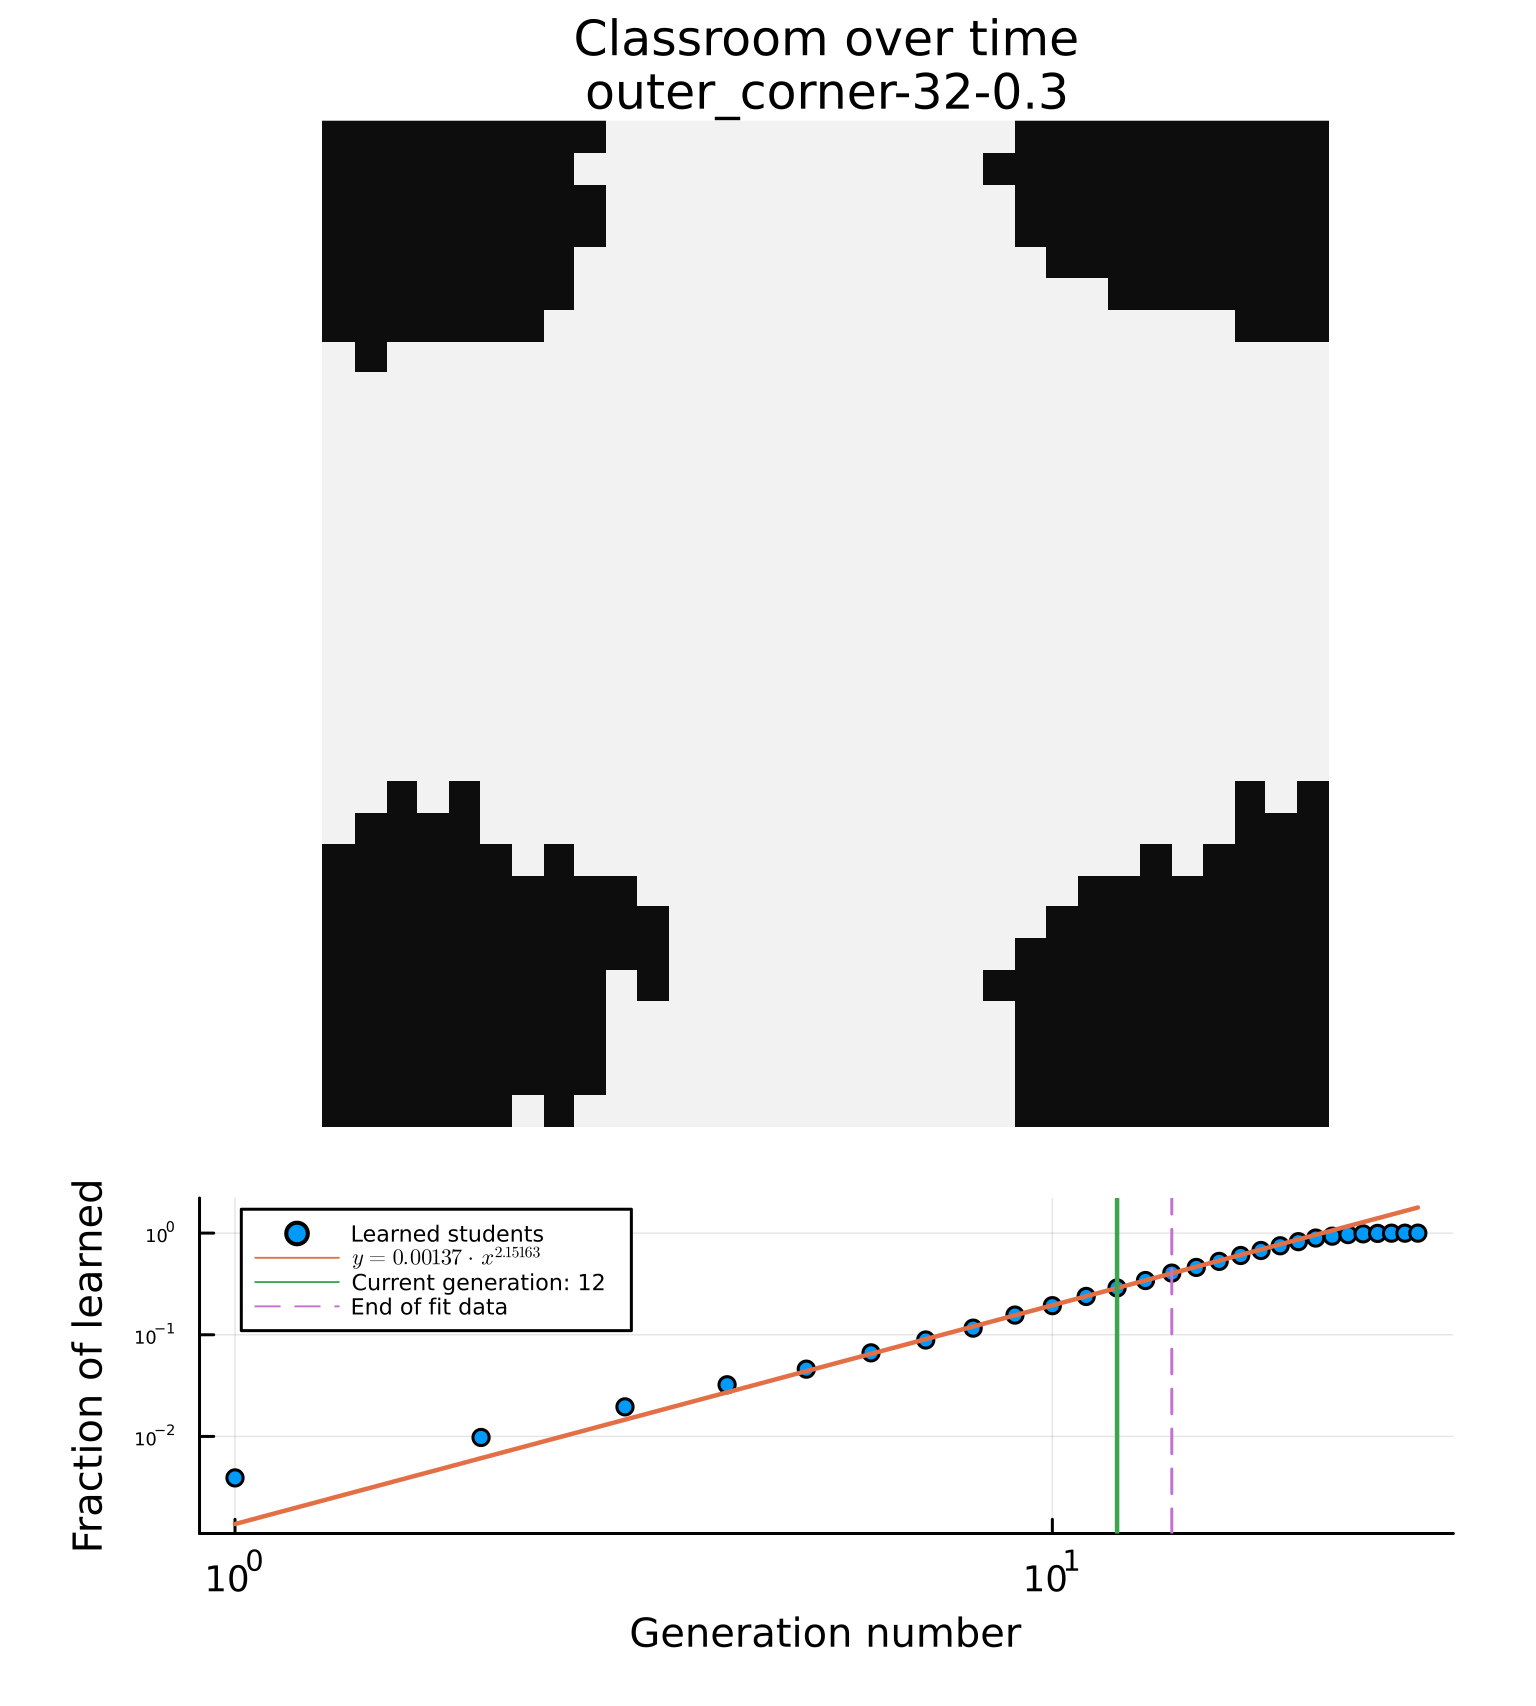 Classroom over time
outer_corner-32-0.3
Fraction of learned
10^0
10^-1
10^-2
Learned students
y = 0.00137 · x^2.15163
Current generation: 12
End of fit data
10^0
10^1
Generation number